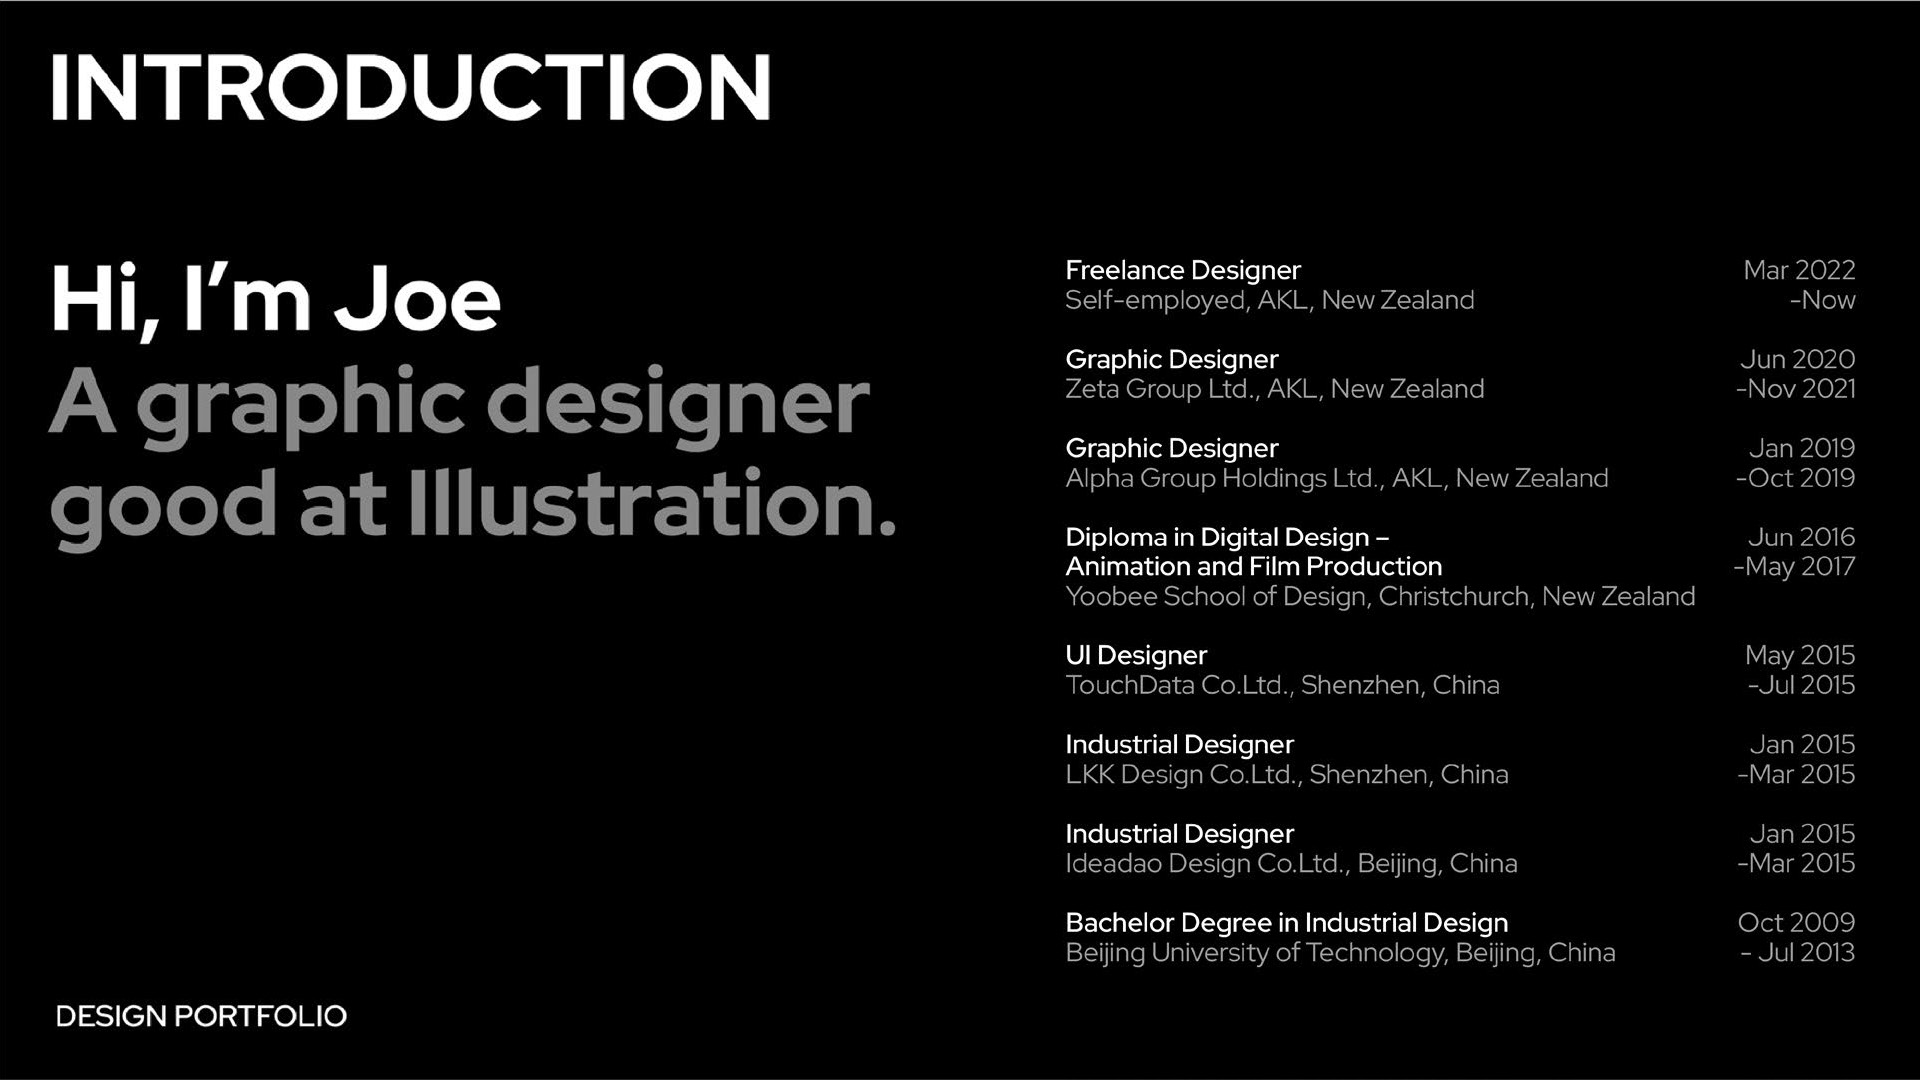 INTRODUCTION
Hi, I’m Joe
A graphic designer
good at Illustration.
Freelance Designer Mar 2022
Self-employed, AKL, New Zealand -Now
Graphic Designer Jun 2020
Zeta Group Ltd., AKL, New Zealand -Nov 2021
Graphic Designer Jan 2019
Alpha Group Holdings Ltd., AKL, New Zealand -Oct 2019
Diploma in Digital Design – Jun 2016
Animation and Film Production -May 2017
Yoobee School of Design, Christchurch, New Zealand
UI Designer May 2015
TouchData Co.Ltd., Shenzhen, China -Jul 2015
Industrial Designer Jan 2015
LKK Design Co.Ltd., Shenzhen, China -Mar 2015
Industrial Designer Jan 2015
Ideadao Design Co.Ltd., Beijing, China -Mar 2015
Bachelor Degree in Industrial Design Oct 2009
Beijing University of Technology, Beijing, China - Jul 2013
DESIGN PORTFOLIO